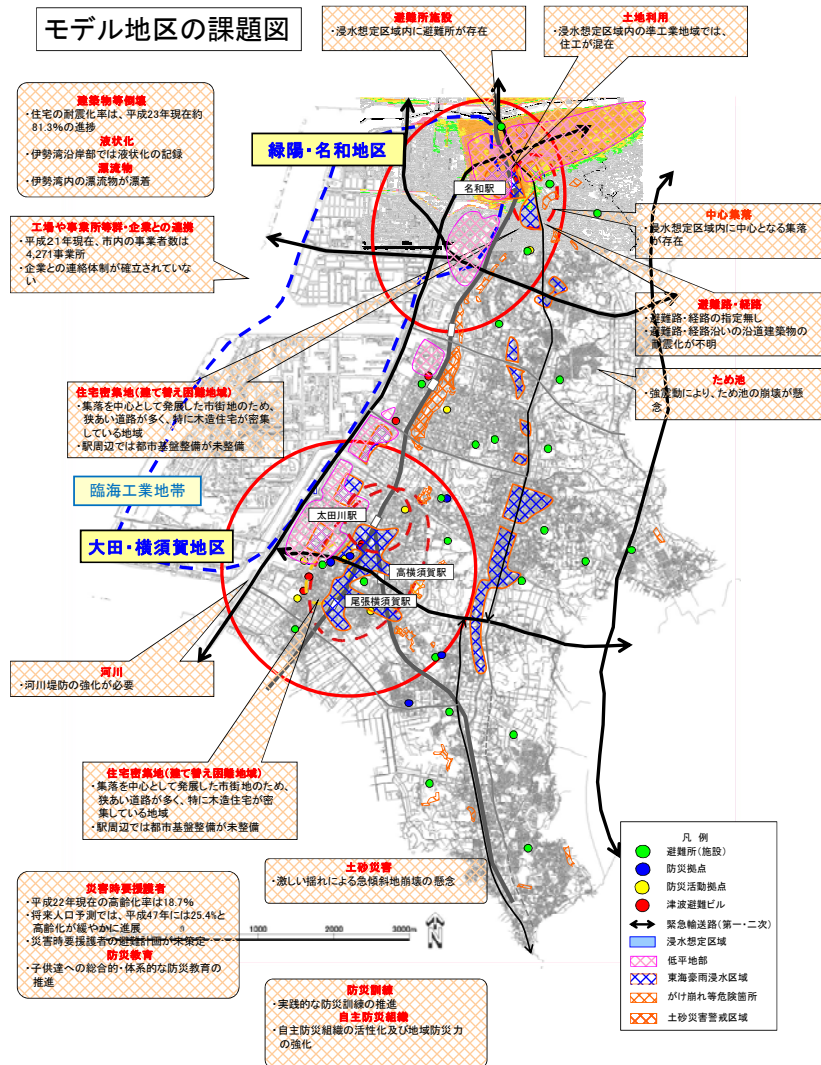 モデル地区の課題図
避難所施設
・浸水想定区域内に避難所が存在
土地利用
・浸水想定区域内の準工業地域では、
住工が混在
建築物等倒壊
・住宅の耐震化率は、平成23年現在約
81.3%の進捗
液状化
・伊勢湾沿岸部では液状化の記録
漂流物
・伊勢湾内の漂流物が漂着
緑陽・名和地区
名和駅
工場や事業所等群・企業との連携
・平成21年現在、市内の事業者数は
4,271事業所
・企業との連絡体制が確立されていな
い
中心集落
・浸水想定区域内に中心となる集落
が存在
避難路・経路
・避難路・経路の指定無し
・避難路・経路沿いの沿道建築物の
耐震化が不明
住宅密集地(建て替え困難地域)
・集落を中心として発展した市街地のため、
狭あい道路が多く、特に木造住宅が密集
している地域
・駅周辺では都市基盤整備が未整備
ため池
・強震動により、ため池の崩壊が懸
念
臨海工業地帯
太田川駅
大田・横須賀地区
高横須賀駅
尾張横須賀駅
河川
・河川堤防の強化が必要
住宅密集地(建て替え困難地域)
・集落を中心として発展した市街地のため、
狭あい道路が多く、特に木造住宅が密
集している地域
・駅周辺では都市基盤整備が未整備
凡 例
避難所(施設)
防災拠点
防災活動拠点
津波避難ビル
緊急輸送路(第一・二次)
浸水想定区域
低平地部
東海豪雨浸水区域
がけ崩れ等危険箇所
土砂災害警戒区域
災害時要援護者
・平成22年現在の高齢化率は18.7%
・将来人口予測では、平成47年には25.4%と
高齢化が緩やかに進展
・災害時要援護者の避難計画が未策定
防災教育
・子供達への総合的・体系的な防災教育の
推進
土砂災害
・激しい揺れによる急傾斜地崩壊の懸念
1000
2000
3000m
N
防災訓練
・実践的な防災訓練の推進
自主防災組織
・自主防災組織の活性化及び地域防災力
の強化